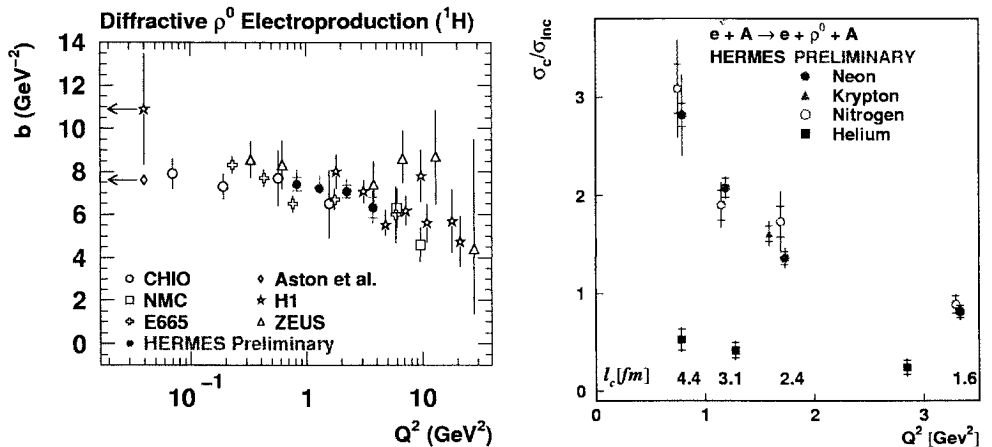 Diffractive ρ⁰ Electroproduction (¹H)
b (GeV⁻²)
14
12
10
8
6
4
2
0
CHIO
NMC
E665
HERMES Preliminary
Aston et al.
H1
ZEUS
10⁻¹
1
10
Q² (GeV²)
σc/σinc
e + A → e + ρ⁰ + A
HERMES PRELIMINARY
Neon
Krypton
Nitrogen
Helium
3
2
1
0
lc[fm]
4.4
3.1
2.4
1.6
0
1
2
3
Q² [Gev²]